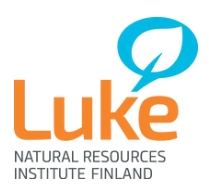 Luke
NATURAL RESOURCES
INSTITUTE FINLAND